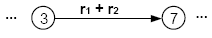 ... 3 r1 + r2 7 ...